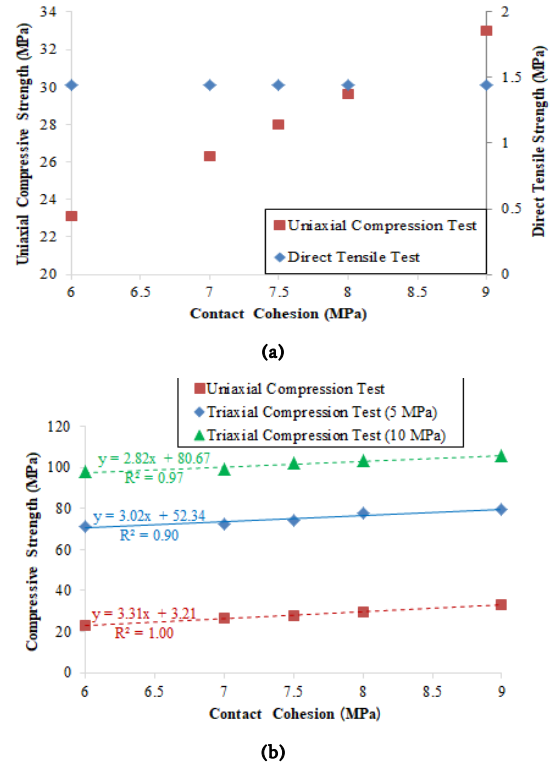 34
32
30
28
26
24
22
20
Uniaxial Compressive Strength (MPa)
2
1.5
1
0.5
0
Direct Tensile Strength (MPa)
Uniaxial Compression Test
Direct Tensile Test
6
6.5
7
7.5
8
8.5
9
Contact Cohesion (MPa)
(a)
Uniaxial Compression Test
Triaxial Compression Test (5 MPa)
Triaxial Compression Test (10 MPa)
120
100
80
60
40
20
0
Compressive Strength (MPa)
y = 2.82x + 80.67
R² = 0.97
y = 3.02x + 52.34
R² = 0.90
y = 3.31x + 3.21
R² = 1.00
6
6.5
7
7.5
8
8.5
9
Contact Cohesion (MPa)
(b)